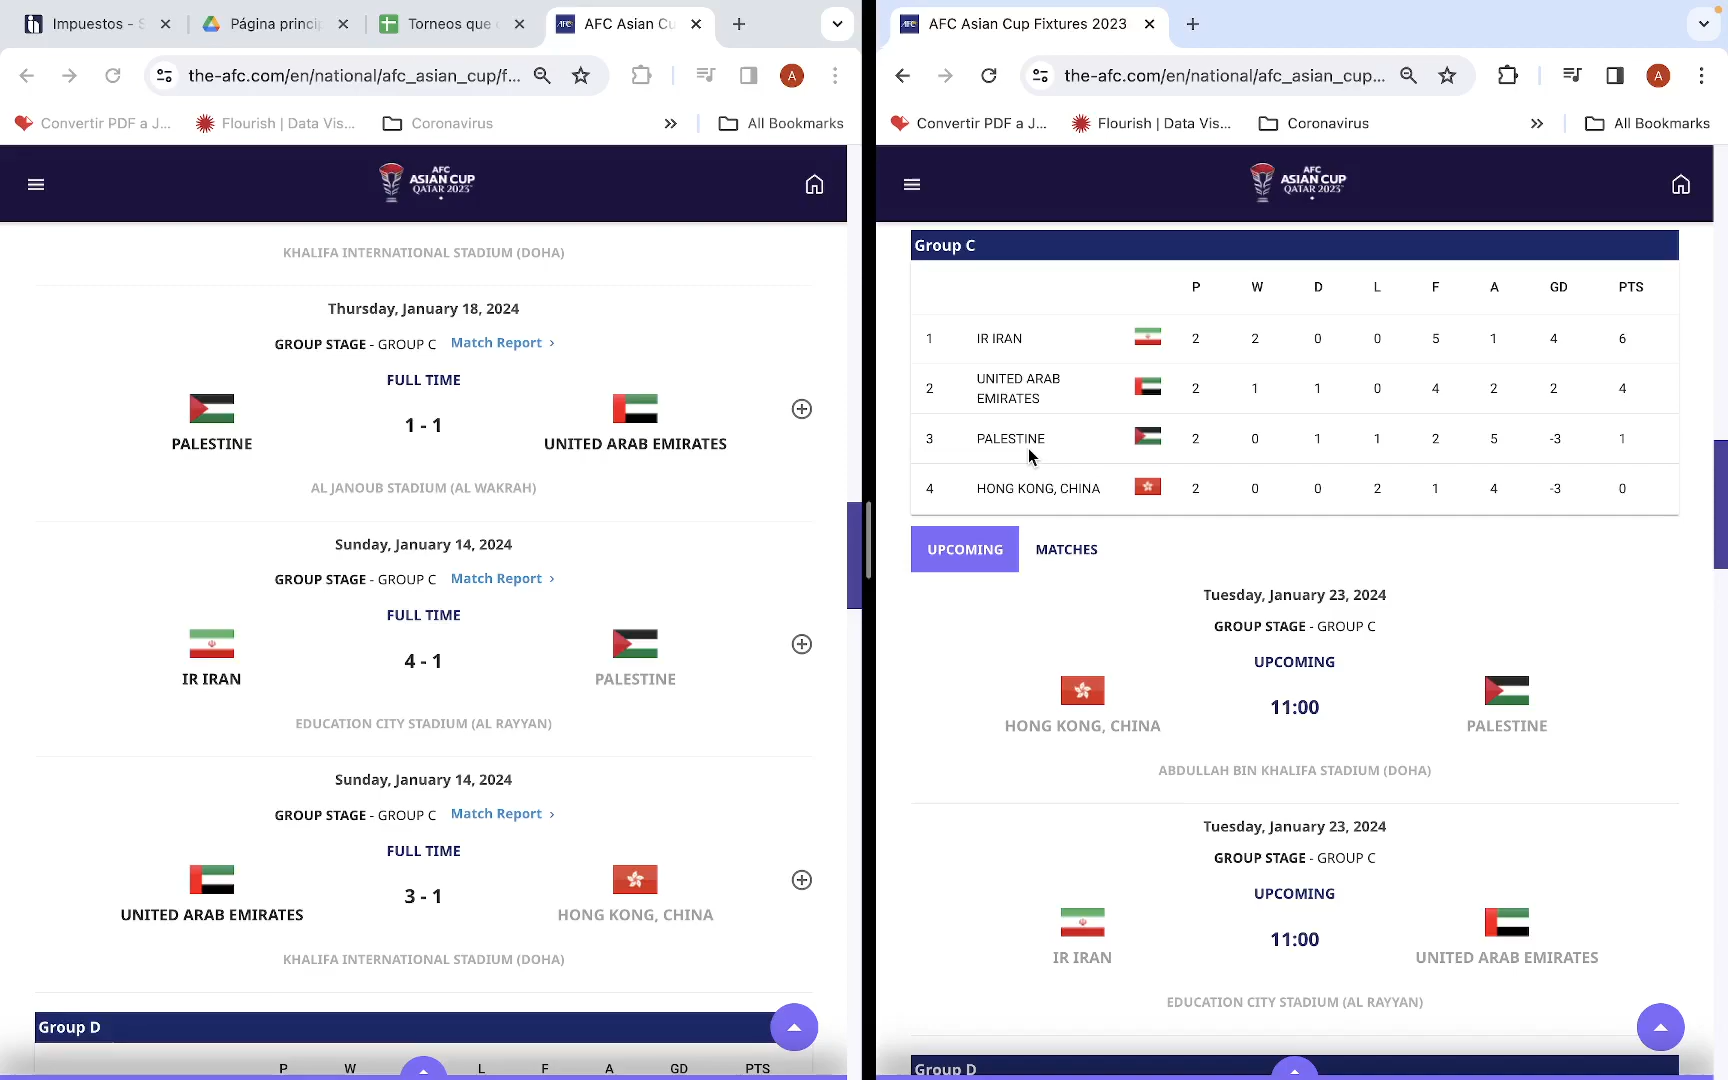 Impuestos - S
Página princi
Torneos que
AFC Asian Cu
the-afc.com/en/national/afc_asian_cup/f...
A
Convertir PDF a J...
Flourish | Data Vis...
Coronavirus
All Bookmarks
AFC
ASIAN CUP
QATAR 2023
KHALIFA INTERNATIONAL STADIUM (DOHA)
Thursday, January 18, 2024
GROUP STAGE - GROUP C Match Report ›
FULL TIME
1 - 1
PALESTINE UNITED ARAB EMIRATES
AL JANOUB STADIUM (AL WAKRAH)
Sunday, January 14, 2024
GROUP STAGE - GROUP C Match Report ›
FULL TIME
4 - 1
IR IRAN PALESTINE
EDUCATION CITY STADIUM (AL RAYYAN)
Sunday, January 14, 2024
GROUP STAGE - GROUP C Match Report ›
FULL TIME
3 - 1
UNITED ARAB EMIRATES HONG KONG, CHINA
KHALIFA INTERNATIONAL STADIUM (DOHA)
Group D
P W L F A GD PTS
AFC Asian Cup Fixtures 2023
the-afc.com/en/national/afc_asian_cup...
A
Convertir PDF a J...
Flourish | Data Vis...
Coronavirus
All Bookmarks
AFC
ASIAN CUP
QATAR 2023
Group C
P W D L F A GD PTS
1 IR IRAN 2 2 0 0 5 1 4 6
2 UNITED ARAB EMIRATES 2 1 1 0 4 2 2 4
3 PALESTINE 2 0 1 1 2 5 -3 1
4 HONG KONG, CHINA 2 0 0 2 1 4 -3 0
UPCOMING MATCHES
Tuesday, January 23, 2024
GROUP STAGE - GROUP C
UPCOMING
11:00
HONG KONG, CHINA PALESTINE
ABDULLAH BIN KHALIFA STADIUM (DOHA)
Tuesday, January 23, 2024
GROUP STAGE - GROUP C
UPCOMING
11:00
IR IRAN UNITED ARAB EMIRATES
EDUCATION CITY STADIUM (AL RAYYAN)
Group D